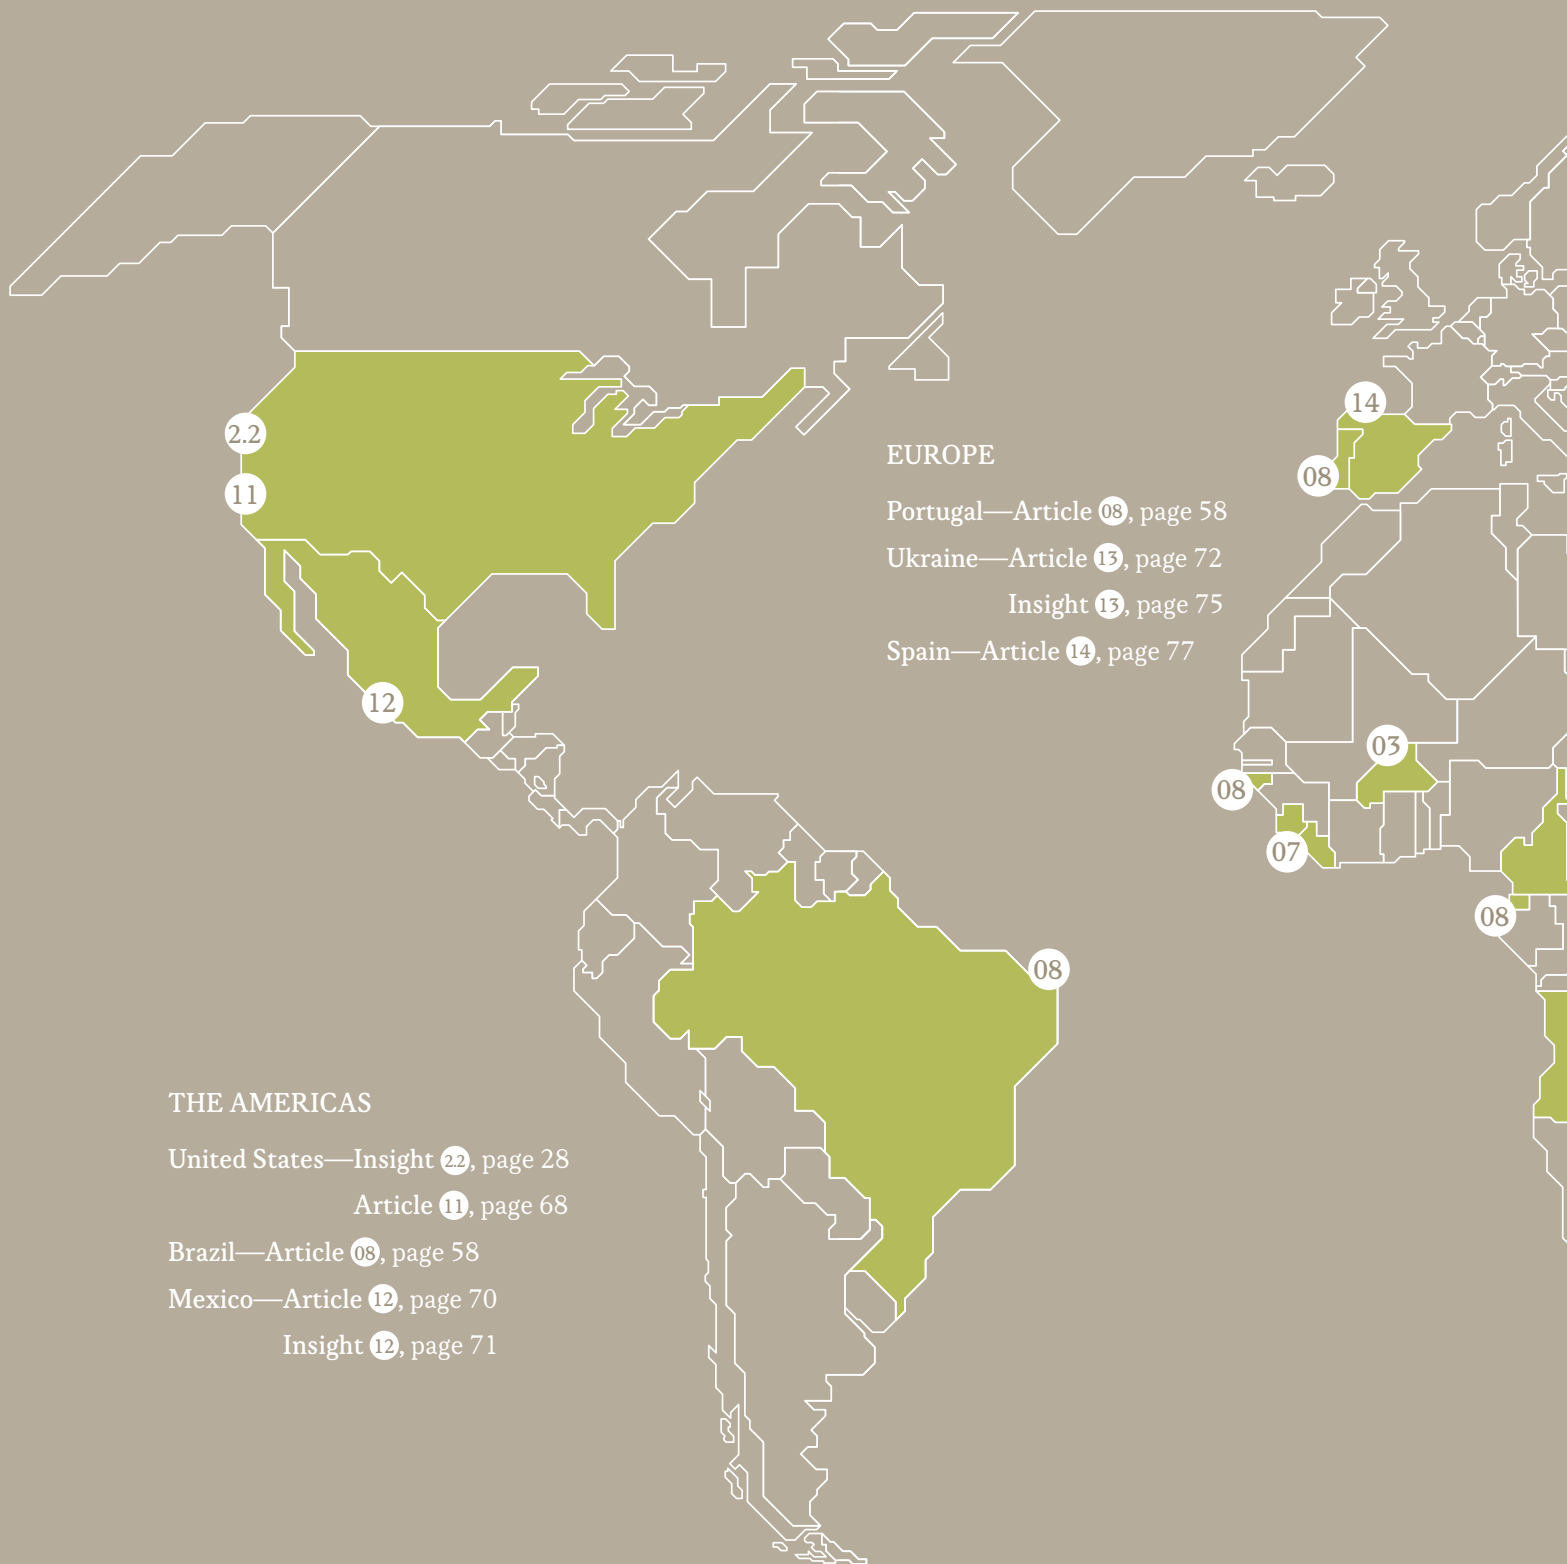 2.2
11
12
14
08
03
08
07
08
08
EUROPE
Portugal—Article 08, page 58
Ukraine—Article 13, page 72
Insight 13, page 75
Spain—Article 14, page 77
THE AMERICAS
United States—Insight 2.2, page 28
Article 11, page 68
Brazil—Article 08, page 58
Mexico—Article 12, page 70
Insight 12, page 71